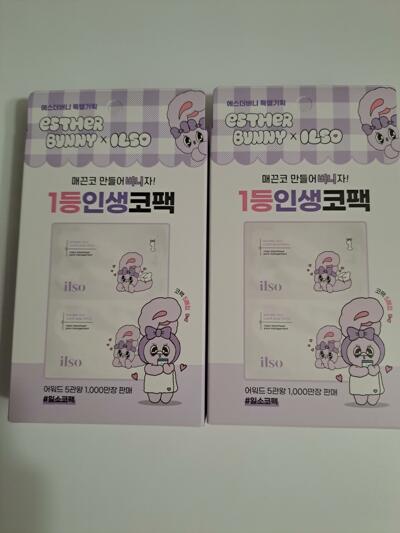 에스더버니 특별기획
ESTHER
BUNNY × ILSO
매끈코 만들어버니자!
1등인생코팩
ilso
ilso
어워드 5관왕 1,000만장 판매
#일소코팩
에스더버니 특별기획
ESTHER
BUNNY × ILSO
매끈코 만들어버니자!
1등인생코팩
ilso
ilso
어워드 5관왕 1,000만장 판매
#일소코팩